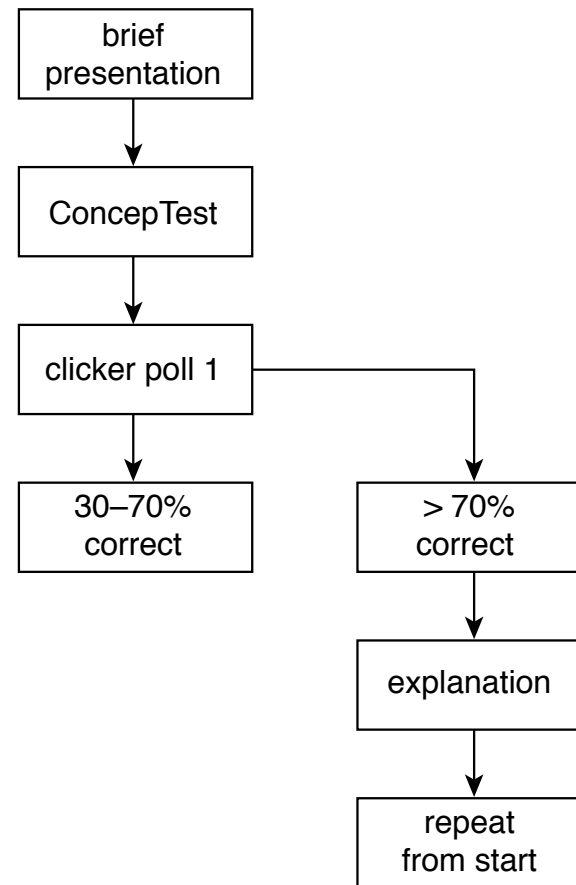 brief
presentation
ConcepTest
clicker poll 1
30–70%
correct
> 70%
correct
explanation
repeat
from start